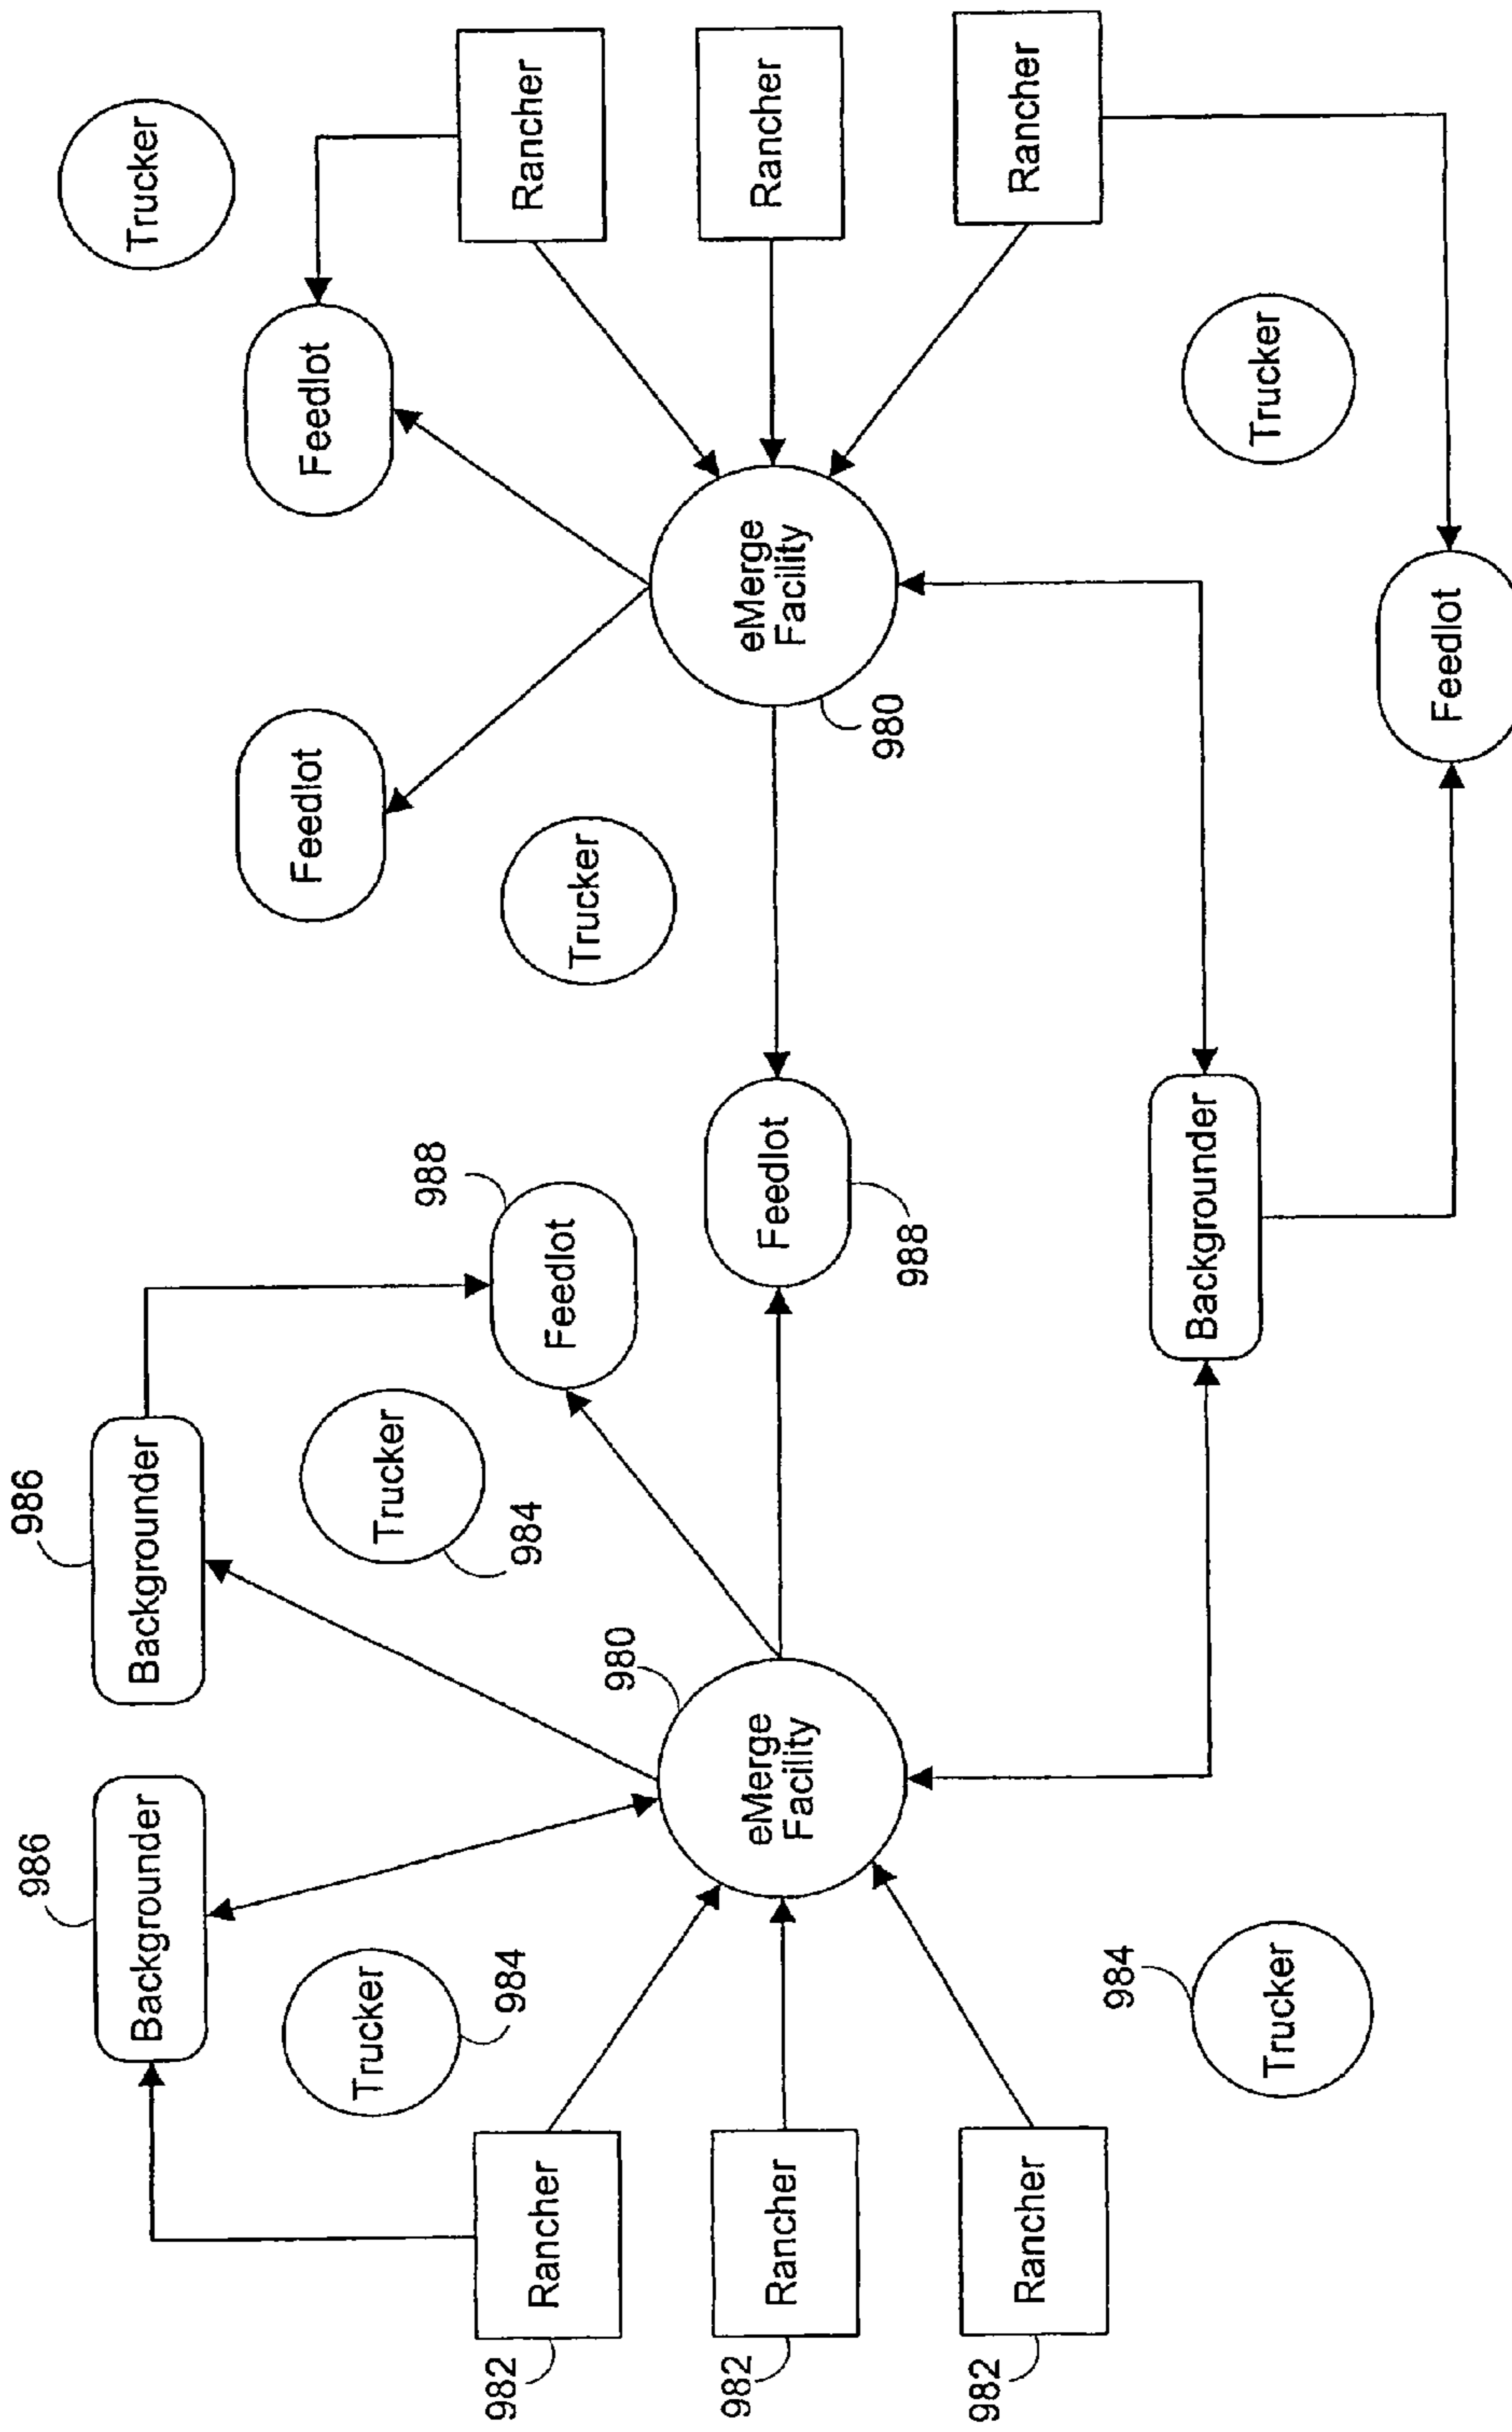 986
986
Backgrounder
Backgrounder
Trucker
Feedlot
Feedlot
Trucker
Trucker
988
982
984
984
Rancher
Feedlot
Trucker
Rancher
980
982
Rancher
eMerge
Facility
Feedlot
eMerge
Facility
Rancher
980
988
982
Rancher
Rancher
984
Backgrounder
Trucker
Trucker
Feedlot